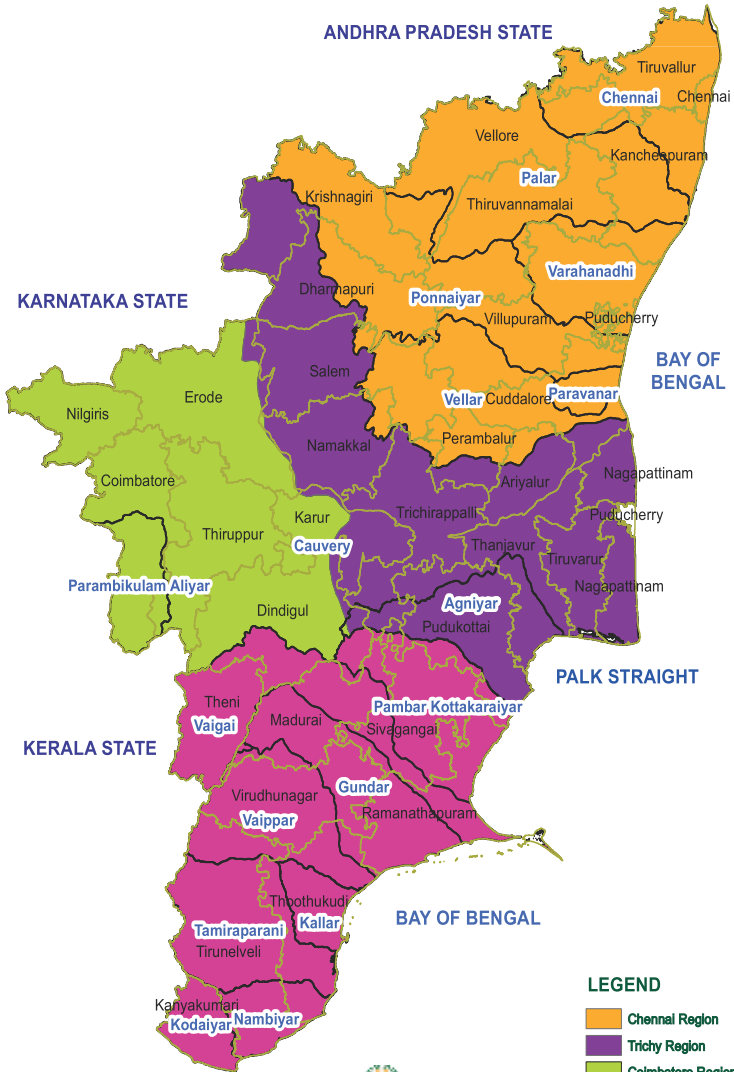 ANDHRA PRADESH STATE
Tiruvallur
Chennai
Chennai
Vellore
Kancheepuram
Palar
Krishnagiri
Thiruvannamalai
Varahanadhi
Dharmapuri
KARNATAKA STATE
Ponnaiyar
Villupuram
Puducherry
BAY OF
BENGAL
Salem
Erode
Vellar
Cuddalore
Paravanar
Nilgiris
Namakkal
Perambalur
Coimbatore
Ariyalur
Nagapattinam
Karur
Trichirappalli
Puducherry
Thiruppur
Cauvery
Thanjavur
Tiruvarur
Parambikulam Aliyar
Nagapattinam
Dindigul
Agniyar
Pudukottai
PALK STRAIGHT
Theni
Vaigai
Madurai
Pambar Kottakaraiyar
Sivagangai
KERALA STATE
Virudhunagar
Gundar
Vaippar
Ramanathapuram
Thoothukudi
Kallar
BAY OF BENGAL
Tamiraparani
Tirunelveli
Kanyakumari
Kodaiyar
Nambiyar
LEGEND
Chennai Region
Trichy Region
Coimbatore Region